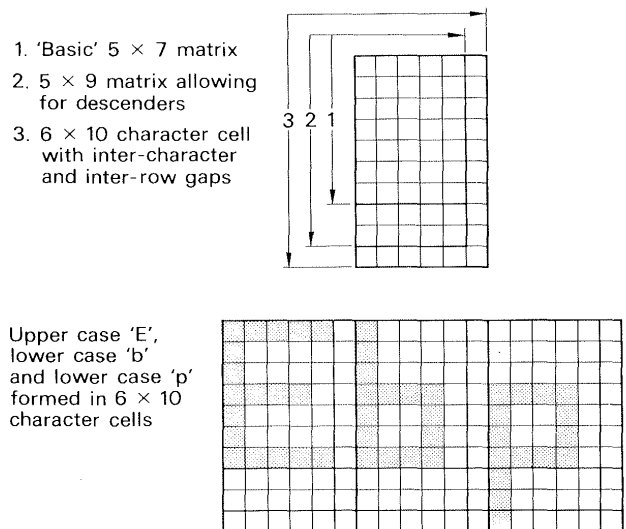 1. 'Basic' 5 × 7 matrix
2. 5 × 9 matrix allowing
for descenders
3. 6 × 10 character cell
with inter-character
and inter-row gaps
3 2 1
Upper case 'E',
lower case 'b'
and lower case 'p'
formed in 6 × 10
character cells